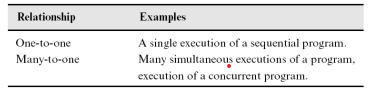 Relationship Examples
One-to-one A single execution of a sequential program.
Many-to-one Many simultaneous executions of a program,
execution of a concurrent program.